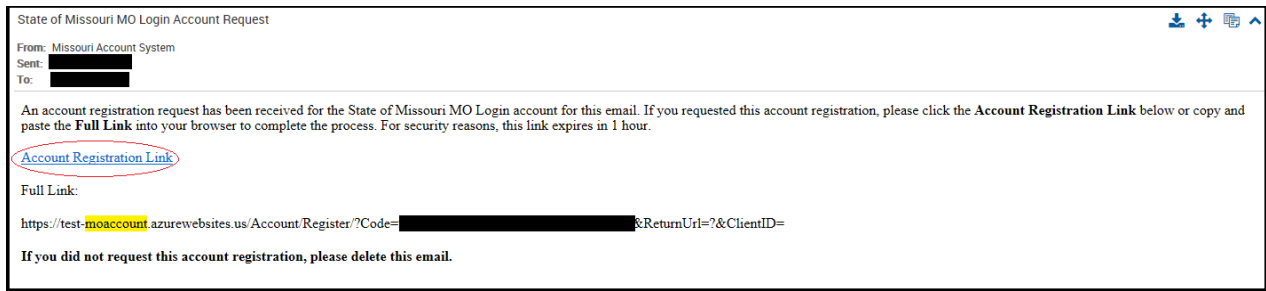 State of Missouri MO Login Account Request
From: Missouri Account System
Sent:
To:
An account registration request has been received for the State of Missouri MO Login account for this email. If you requested this account registration, please click the Account Registration Link below or copy and
paste the Full Link into your browser to complete the process. For security reasons, this link expires in 1 hour.
Account Registration Link
Full Link:
https://test-moaccount.azurewebsites.us/Account/Register/?Code= &ReturnUrl=?&ClientID=
If you did not request this account registration, please delete this email.